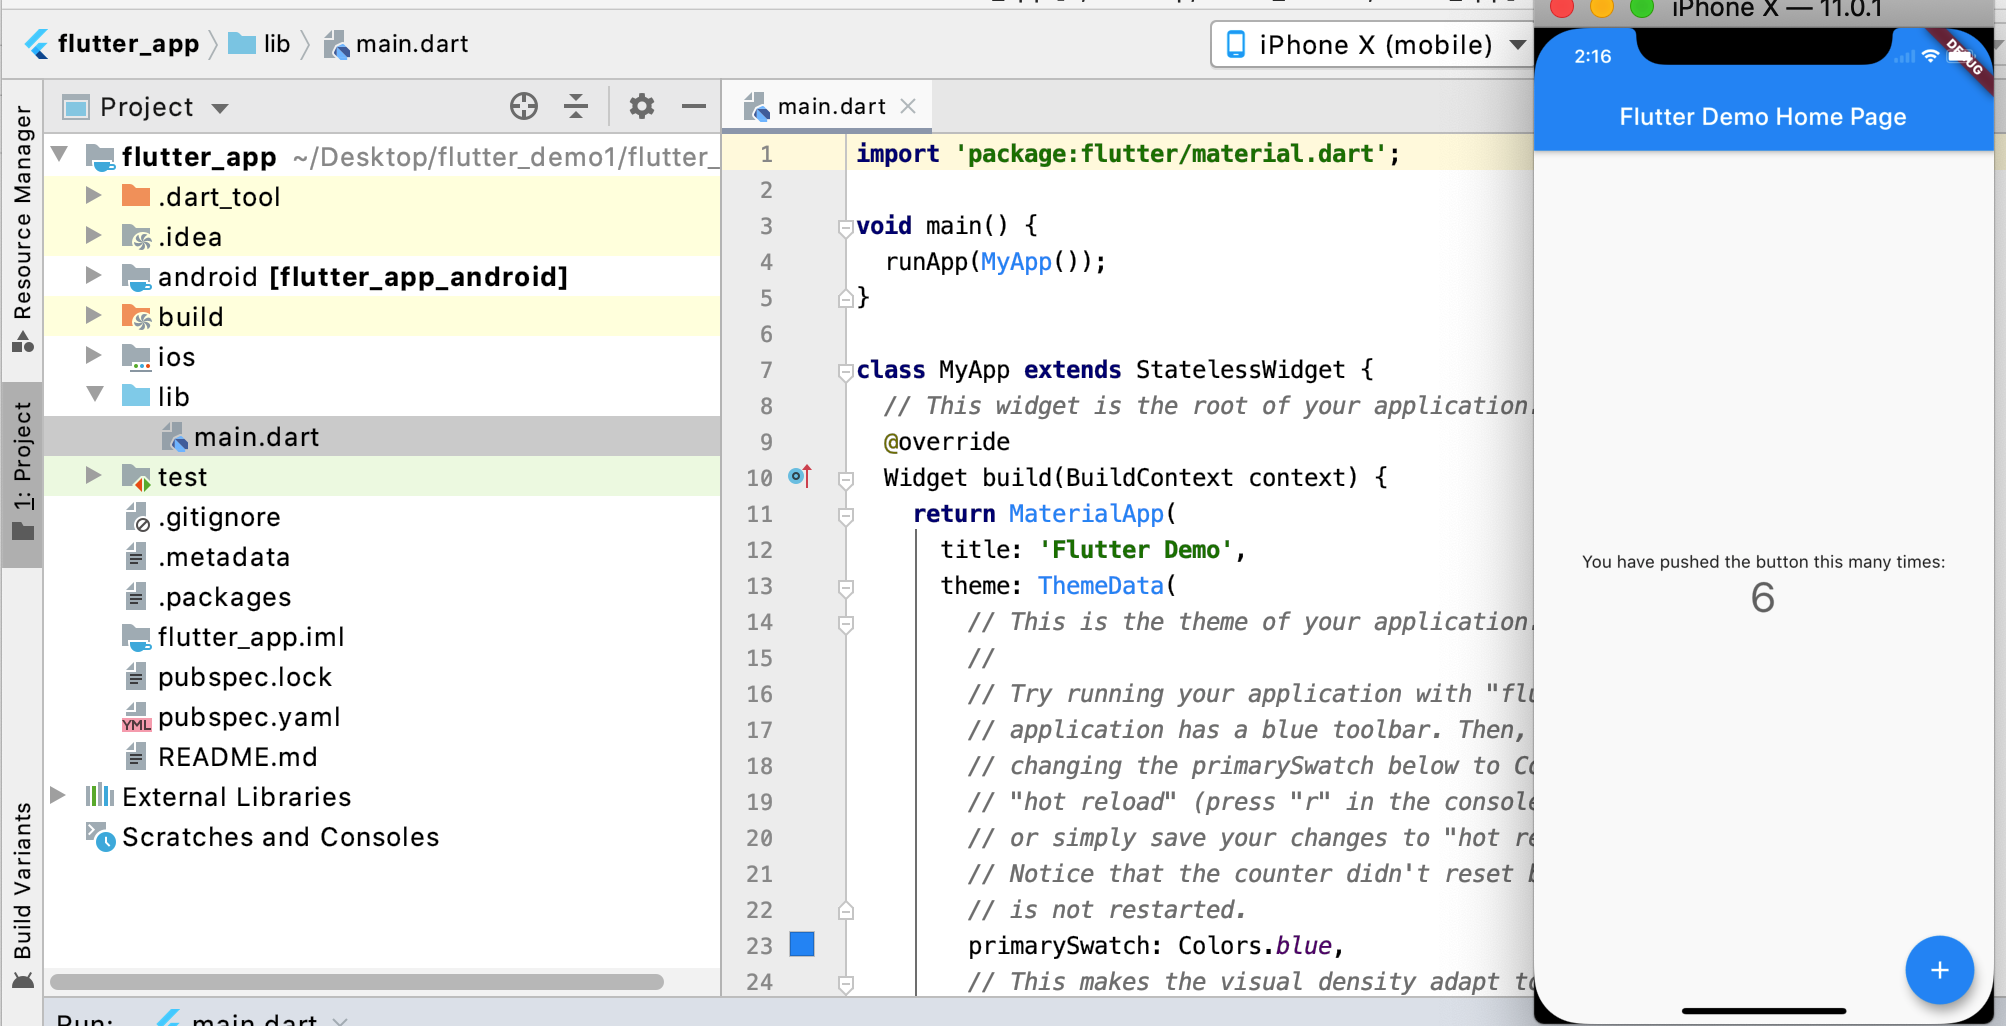 flutter_app lib main.dart
iPhone X (mobile)
iPhone X — 11.0.1
Resource Manager
1: Project
Build Variants
Project
flutter_app ~/Desktop/flutter_demo1/flutter_
.dart_tool
.idea
android [flutter_app_android]
build
ios
lib
main.dart
test
.gitignore
.metadata
.packages
flutter_app.iml
pubspec.lock
YML pubspec.yaml
README.md
External Libraries
Scratches and Consoles
main.dart
1 import 'package:flutter/material.dart';
2
3 void main() {
4 runApp(MyApp());
5 }
6
7 class MyApp extends StatelessWidget {
8 // This widget is the root of your application.
9 @override
10 Widget build(BuildContext context) {
11 return MaterialApp(
12 title: 'Flutter Demo',
13 theme: ThemeData(
14 // This is the theme of your application.
15 //
16 // Try running your application with "flu
17 // application has a blue toolbar. Then,
18 // changing the primarySwatch below to Co
19 // "hot reload" (press "r" in the console
20 // or simply save your changes to "hot re
21 // Notice that the counter didn't reset b
22 // is not restarted.
23 primarySwatch: Colors.blue,
24 // This makes the visual density adapt to
2:16
DEBUG
Flutter Demo Home Page
You have pushed the button this many times:
6
+
Run: main.dart